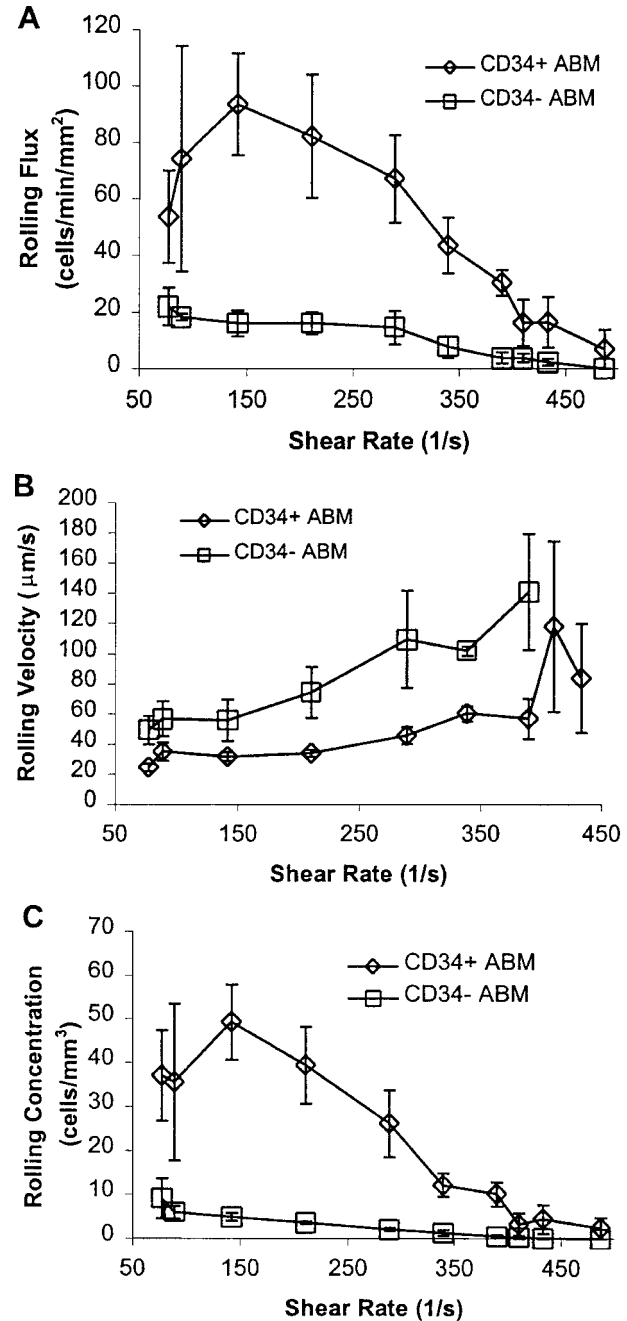 A
Rolling Flux
(cells/min/mm²)
120
100
80
60
40
20
0
CD34+ ABM
CD34- ABM
50 150 250 350 450
Shear Rate (1/s)
B
Rolling Velocity (μm/s)
200
180
160
140
120
100
80
60
40
20
0
CD34+ ABM
CD34- ABM
50 150 250 350 450
Shear Rate (1/s)
C
Rolling Concentration
(cells/mm³)
70
60
50
40
30
20
10
0
CD34+ ABM
CD34- ABM
50 150 250 350 450
Shear Rate (1/s)